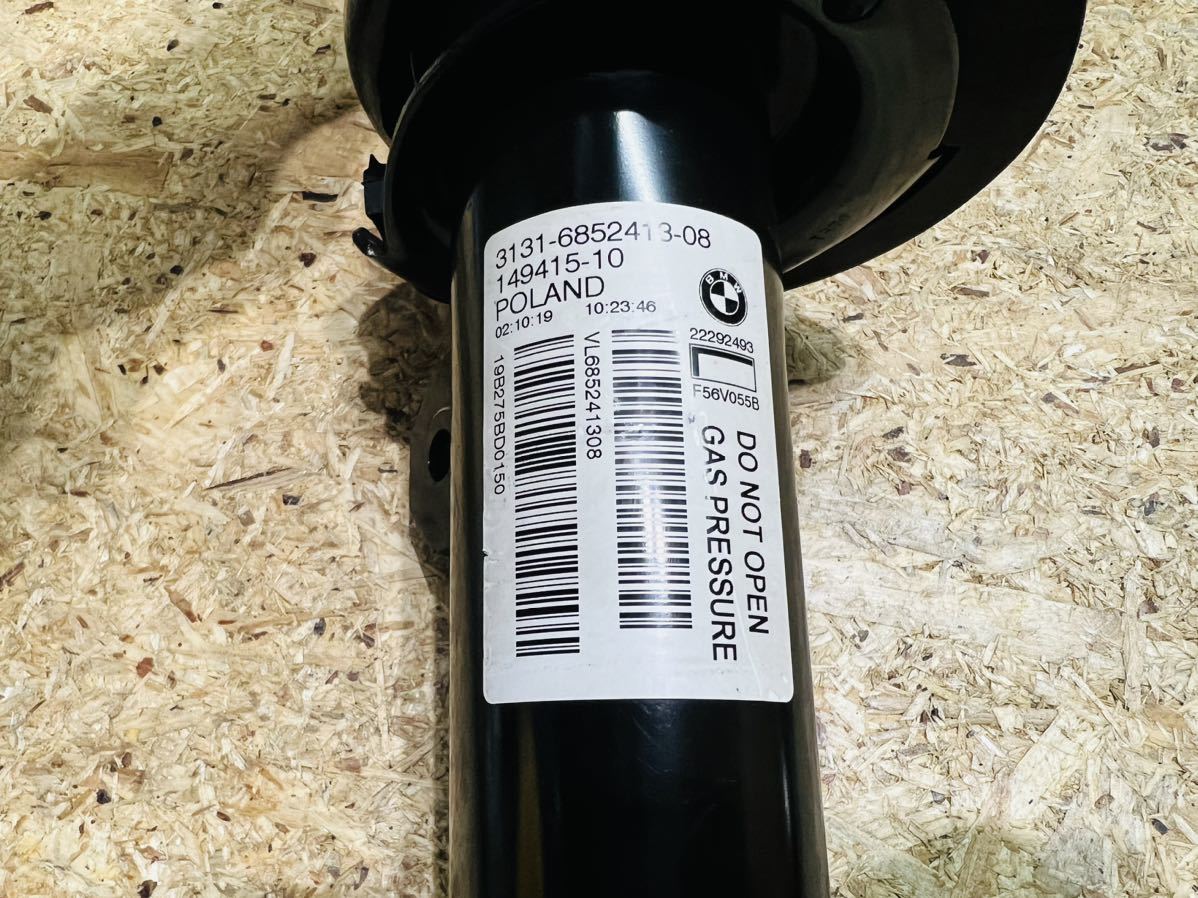 3131-6852413-08
149415-10
POLAND
02:10:19 10:23:46
BMW
22292493
F56V055B
19B275BD0150
VL685241308
DO NOT OPEN
GAS PRESSURE